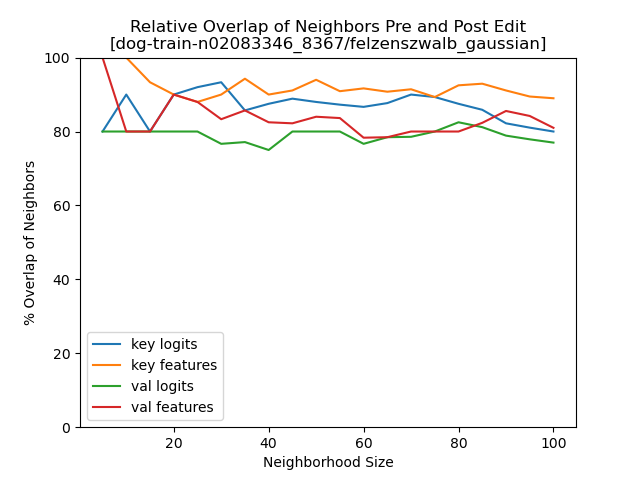 Relative Overlap of Neighbors Pre and Post Edit
[dog-train-n02083346_8367/felzenszwalb_gaussian]
100
80
60
40
20
0
% Overlap of Neighbors
key logits
key features
val logits
val features
20 40 60 80 100
Neighborhood Size